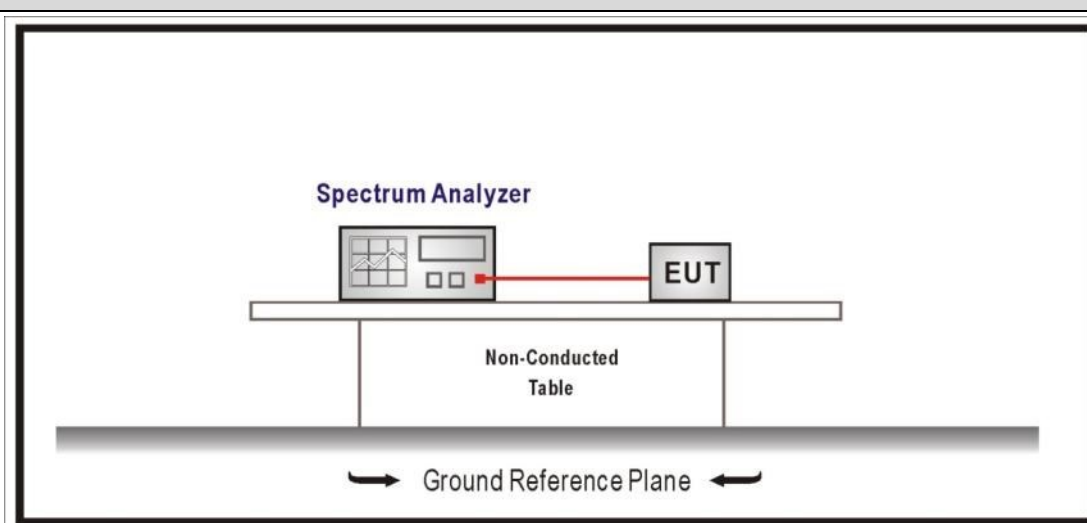 Spectrum Analyzer
EUT
Non-Conducted
Table
Ground Reference Plane